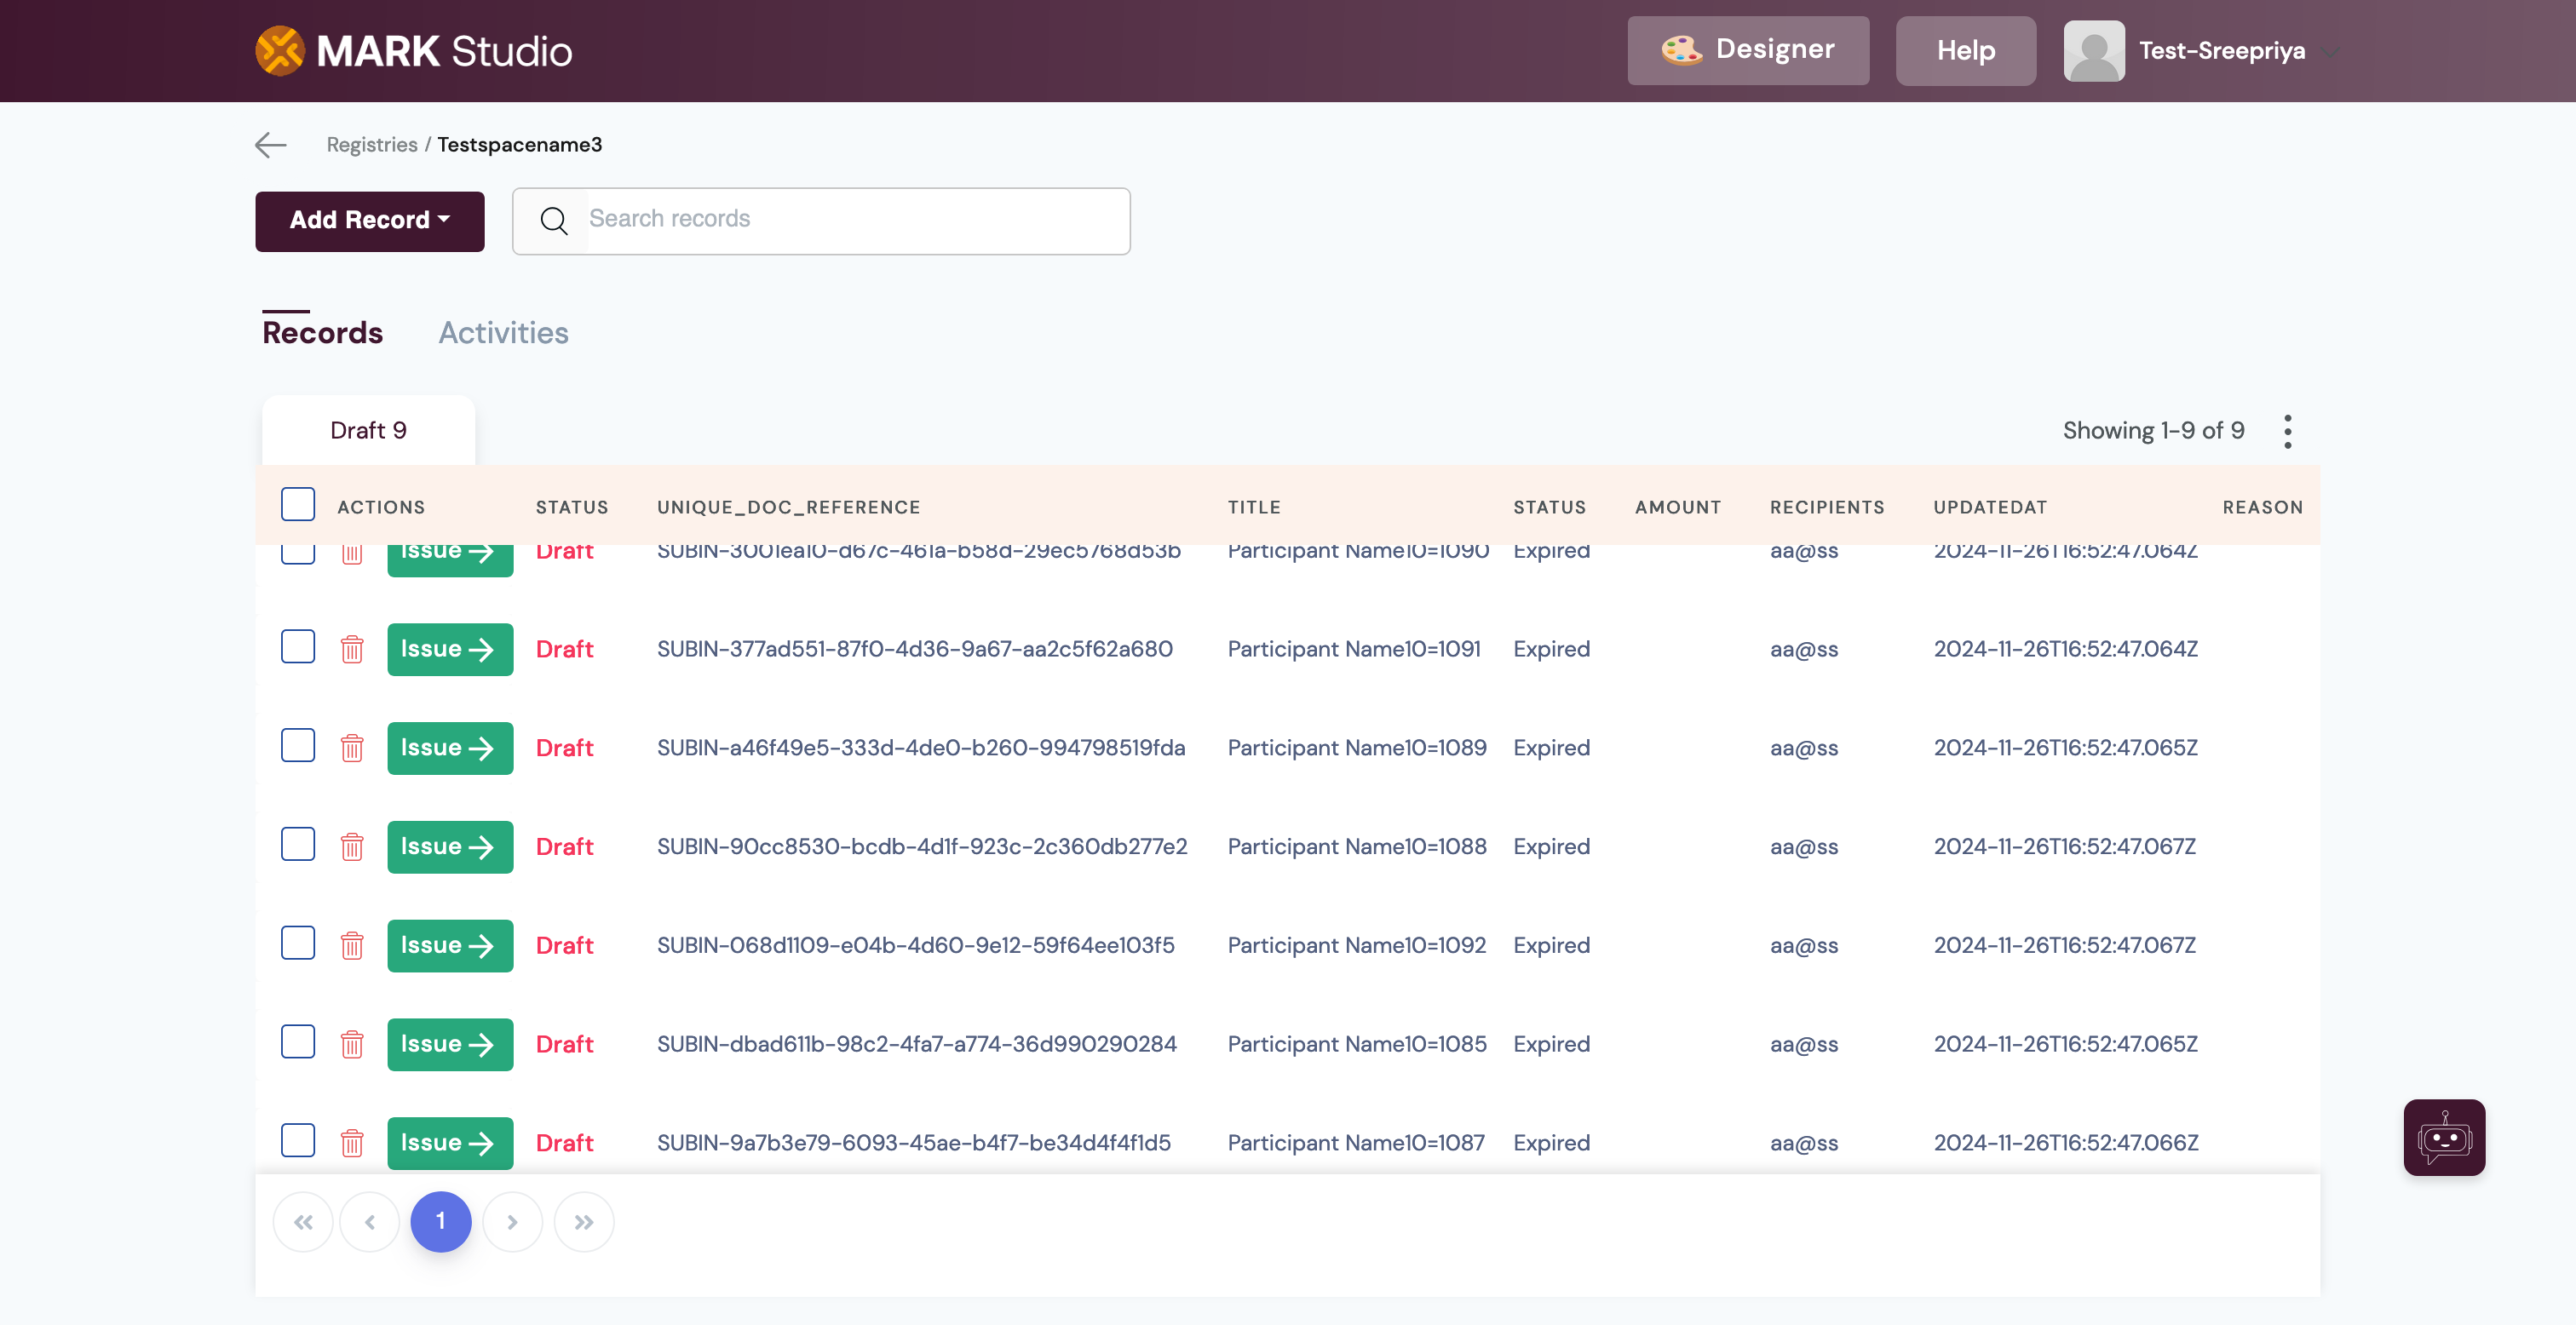 MARK Studio
Designer
Help
Test-Sreepriya
Registries / Testspacename3
Add Record
Search records
Records Activities
Draft 9
Showing 1-9 of 9
ACTIONS STATUS UNIQUE_DOC_REFERENCE TITLE STATUS AMOUNT RECIPIENTS UPDATEDAT REASON
Issue Draft SUBIN-3001ea10-d67c-461a-b58d-29ec5768d53b Participant Name10=1090 Expired aa@ss 2024-11-26T16:52:47.064Z
Issue Draft SUBIN-377ad551-87f0-4d36-9a67-aa2c5f62a680 Participant Name10=1091 Expired aa@ss 2024-11-26T16:52:47.064Z
Issue Draft SUBIN-a46f49e5-333d-4de0-b260-994798519fda Participant Name10=1089 Expired aa@ss 2024-11-26T16:52:47.065Z
Issue Draft SUBIN-90cc8530-bcdb-4d1f-923c-2c360db277e2 Participant Name10=1088 Expired aa@ss 2024-11-26T16:52:47.067Z
Issue Draft SUBIN-068d1109-e04b-4d60-9e12-59f64ee103f5 Participant Name10=1092 Expired aa@ss 2024-11-26T16:52:47.067Z
Issue Draft SUBIN-dbad611b-98c2-4fa7-a774-36d990290284 Participant Name10=1085 Expired aa@ss 2024-11-26T16:52:47.065Z
Issue Draft SUBIN-9a7b3e79-6093-45ae-b4f7-be34d4f4f1d5 Participant Name10=1087 Expired aa@ss 2024-11-26T16:52:47.066Z
1